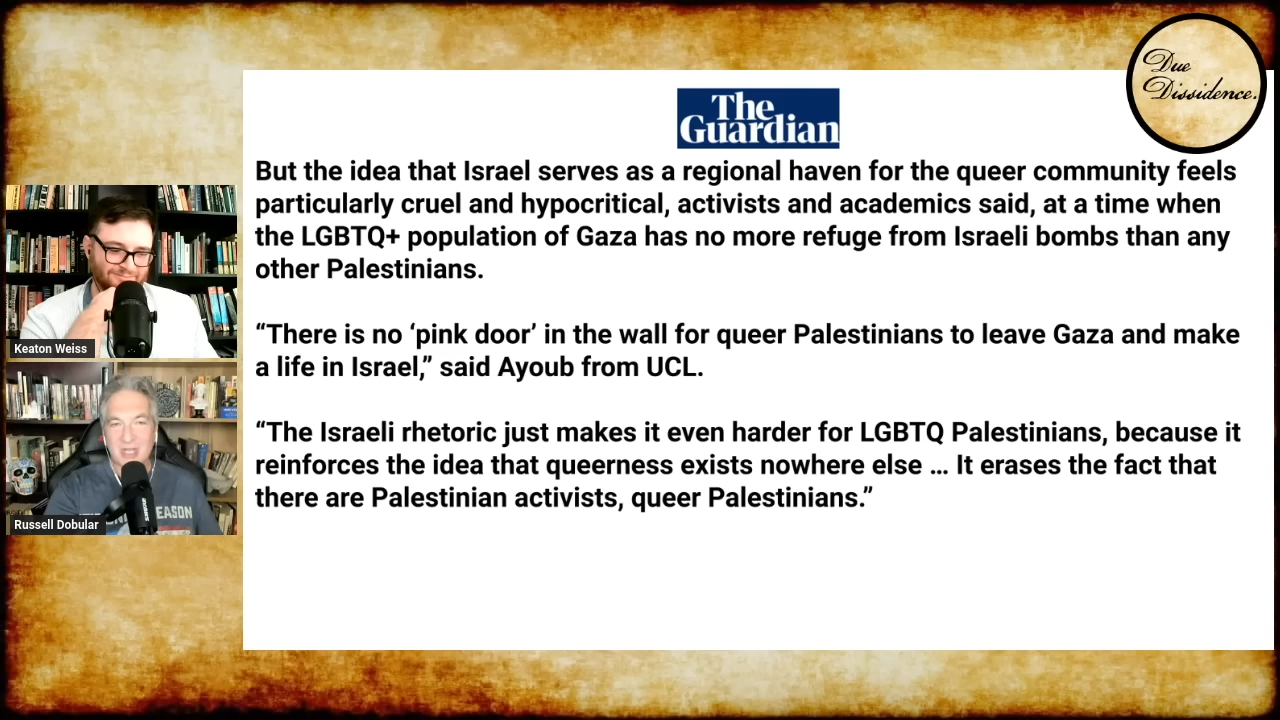 Due
Dissidence.
The
Guardian
But the idea that Israel serves as a regional haven for the queer community feels
particularly cruel and hypocritical, activists and academics said, at a time when
the LGBTQ+ population of Gaza has no more refuge from Israeli bombs than any
other Palestinians.
“There is no ‘pink door’ in the wall for queer Palestinians to leave Gaza and make
a life in Israel,” said Ayoub from UCL.
“The Israeli rhetoric just makes it even harder for LGBTQ Palestinians, because it
reinforces the idea that queerness exists nowhere else … It erases the fact that
there are Palestinian activists, queer Palestinians.”
Keaton Weiss
Russell Dobular